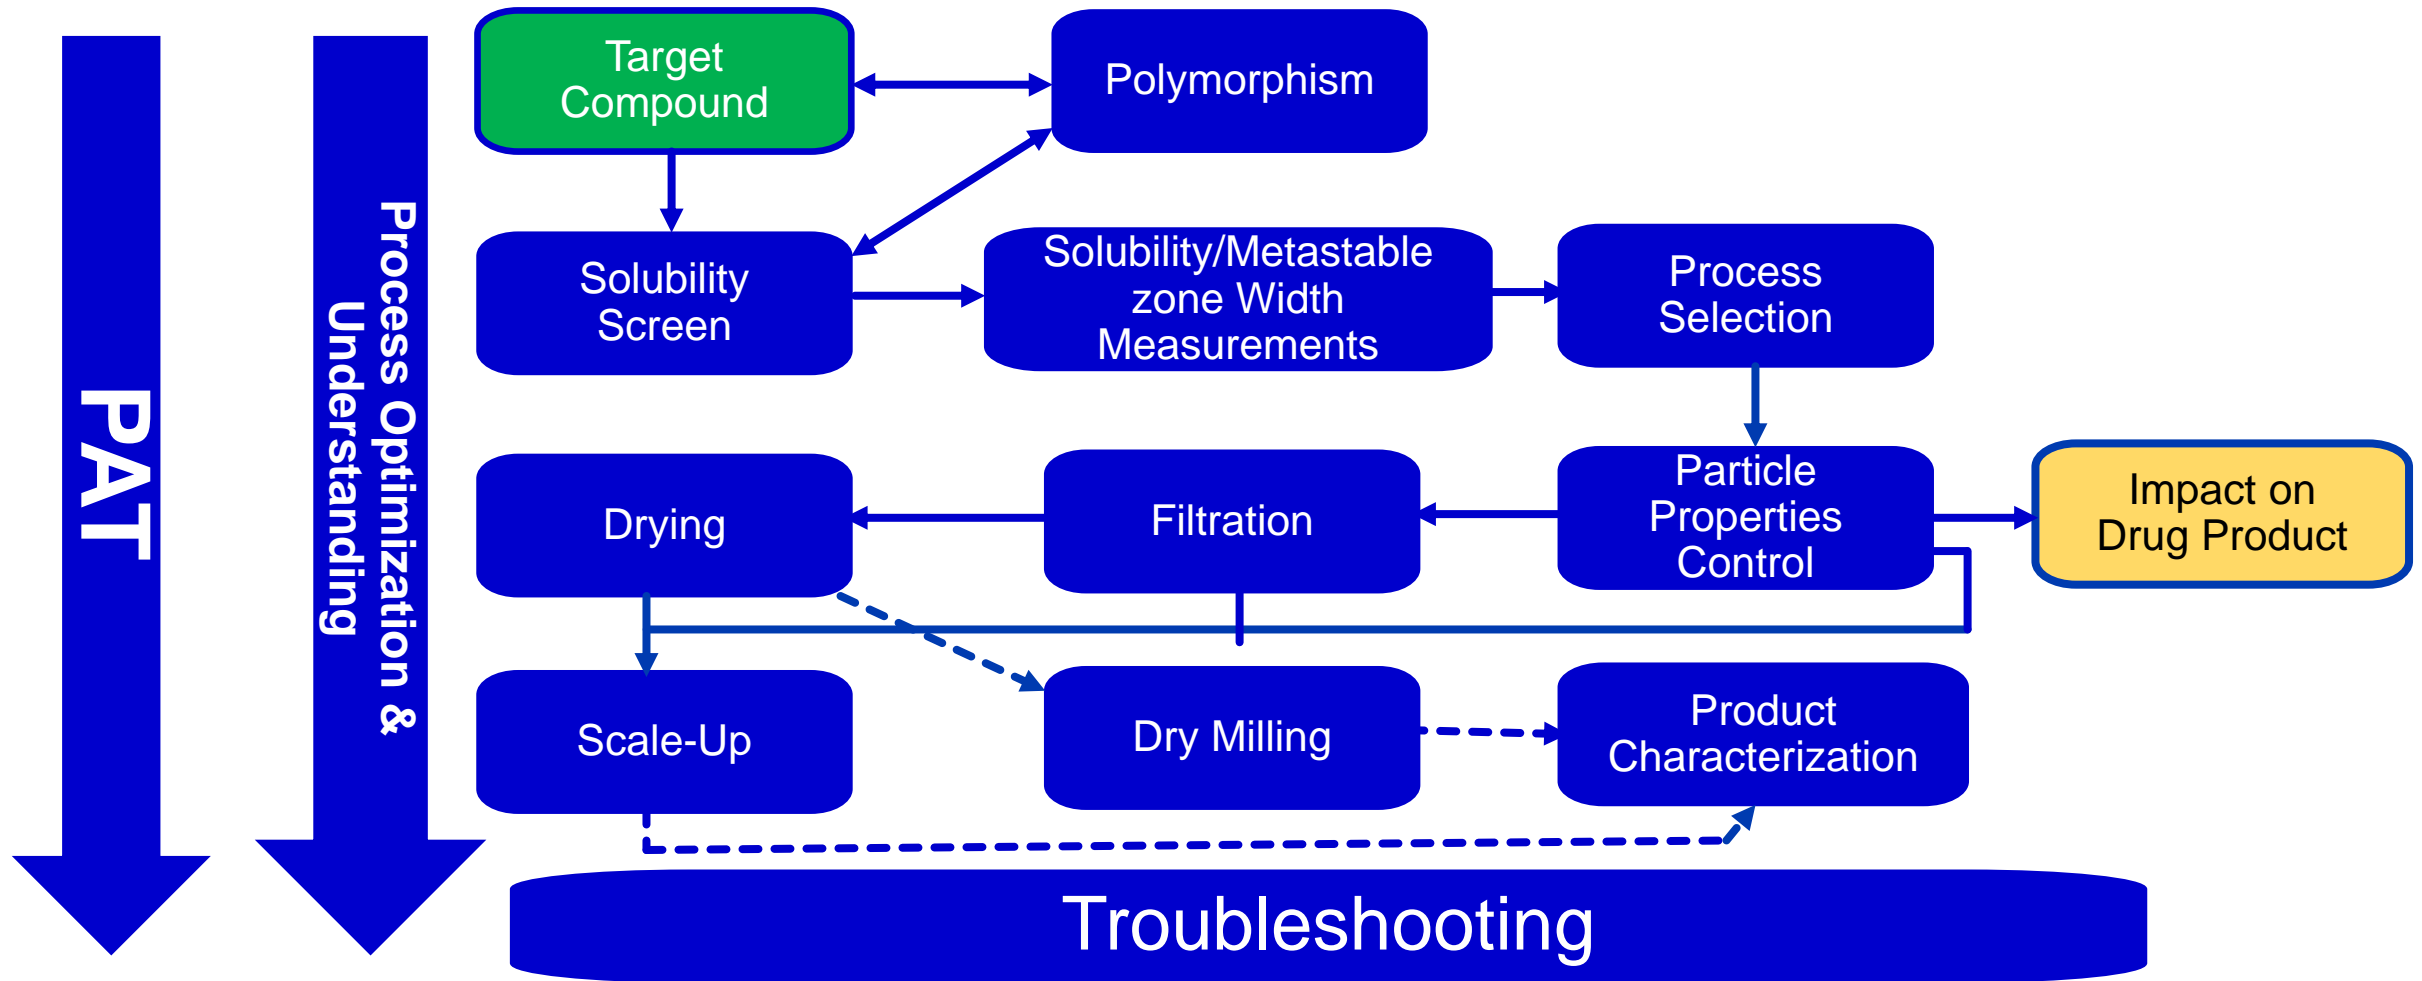 PAT
Process Optimization &
Understanding
Target
Compound
Polymorphism
Solubility
Screen
Solubility/Metastable
zone Width
Measurements
Process
Selection
Drying
Filtration
Particle
Properties
Control
Impact on
Drug Product
Scale-Up
Dry Milling
Product
Characterization
Troubleshooting